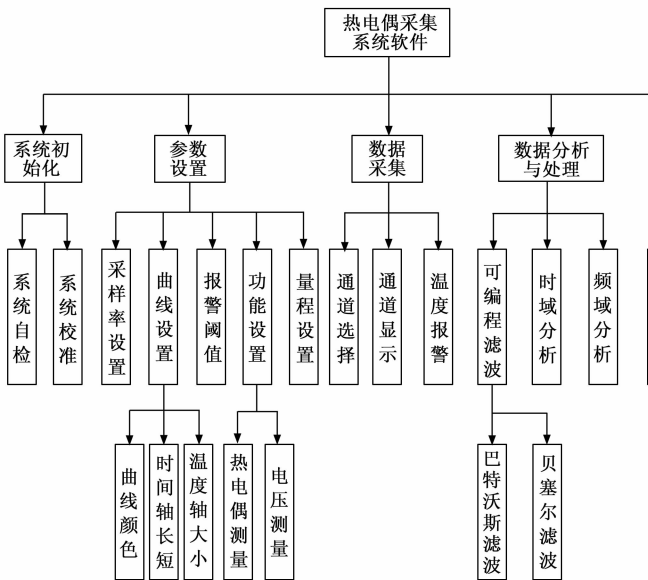 热电偶采集
系统软件
系统初
始化
参数
设置
数据
采集
数据分析
与处理
系统自检
系统校准
采样率设置
曲线设置
报警阈值
功能设置
量程设置
通道选择
通道显示
温度报警
可编程滤波
时域分析
频域分析
曲线颜色
时间轴长短
温度轴大小
热电偶测量
电压测量
巴特沃斯滤波
贝塞尔滤波